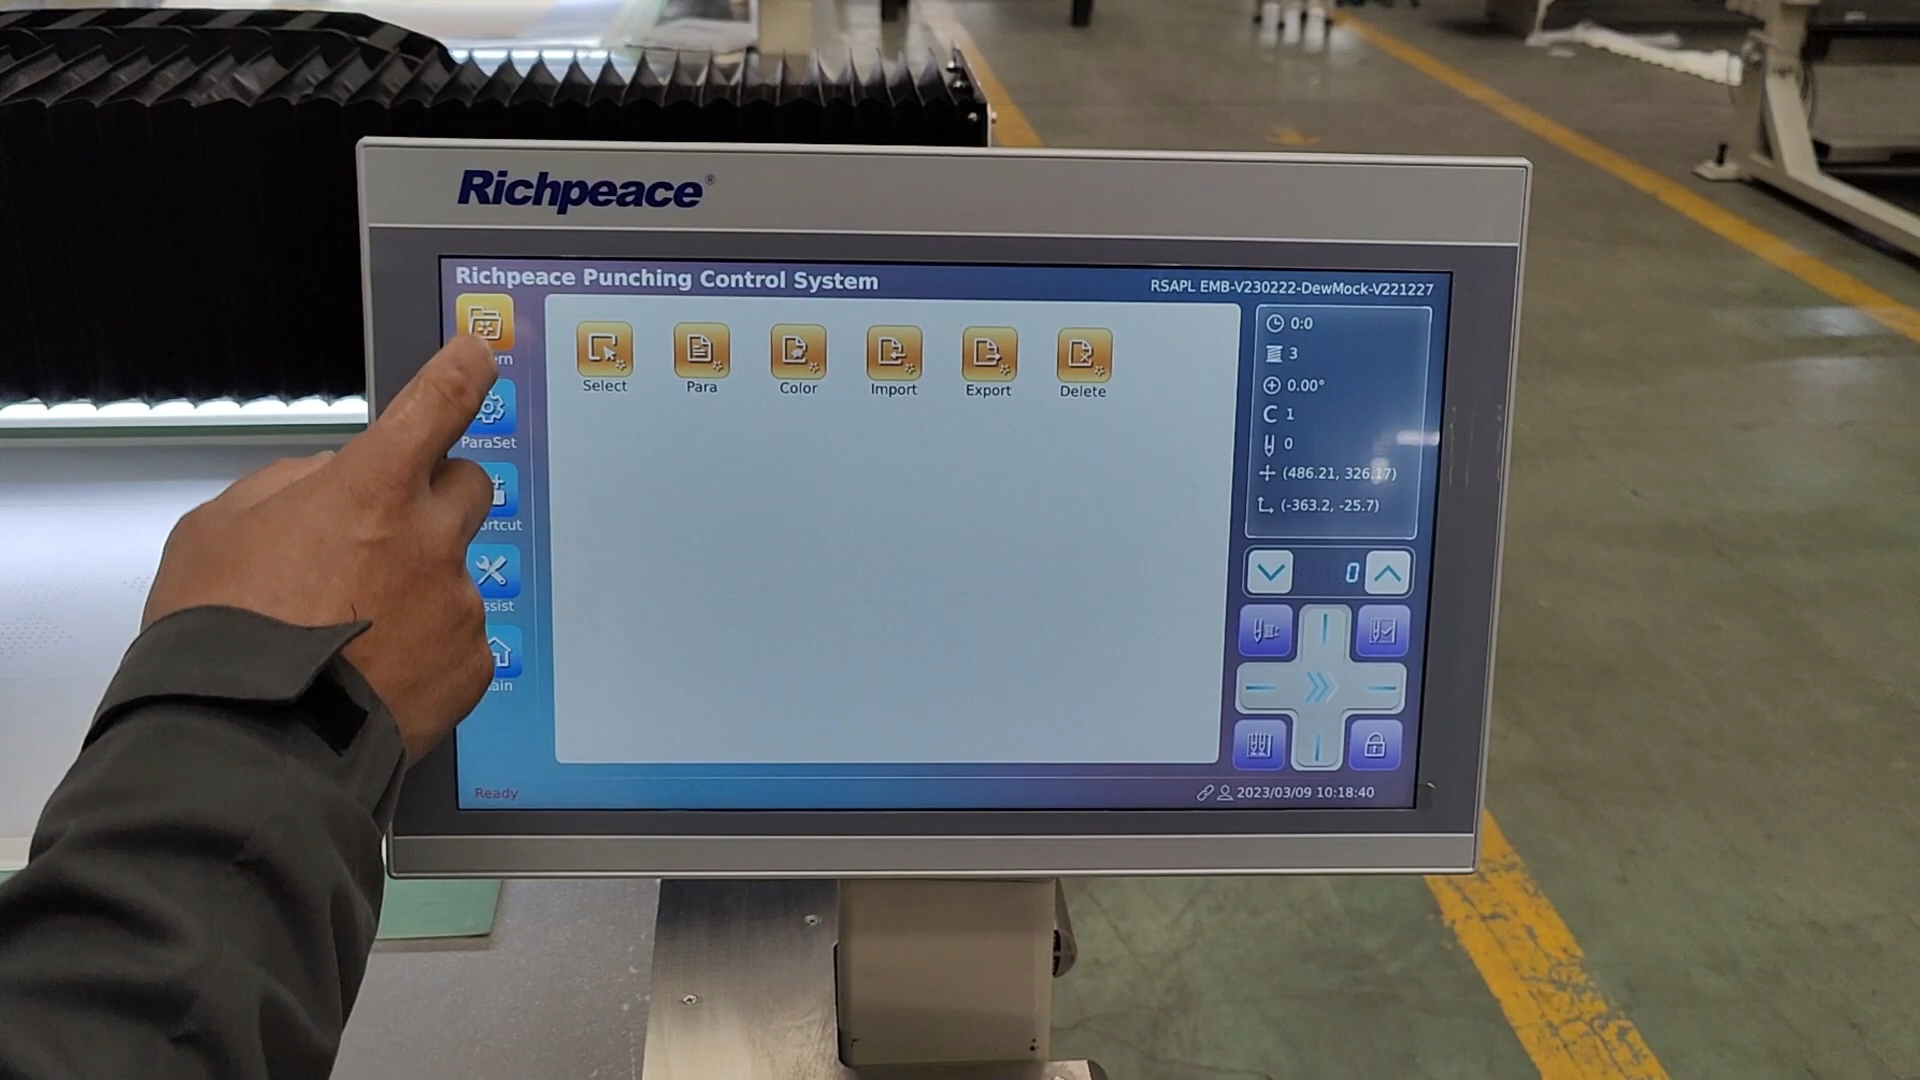 Richpeace®
Richpeace Punching Control System
RSAPL EMB-V230222-DewMock-V221227
Select
Para
Color
Import
Export
Delete
ParaSet
0:0
3
0.00°
C 1
0
(486.21, 326.17)
(-363.2, -25.7)
0
Ready
2023/03/09 10:18:40